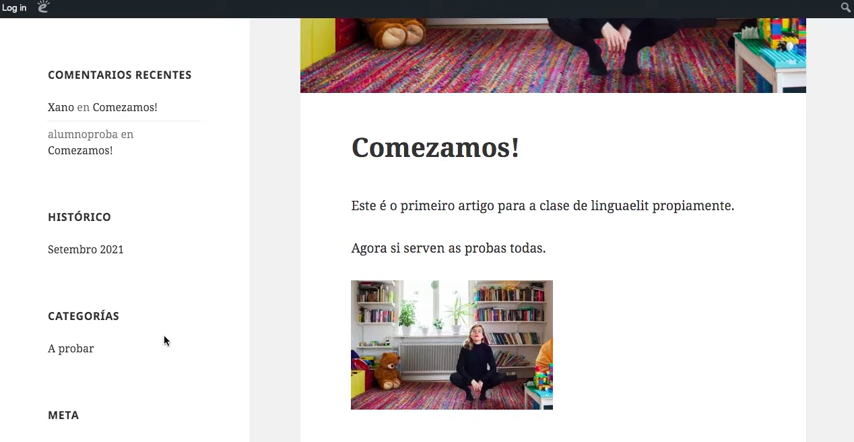 Log in
COMENTARIOS RECENTES
Xano en Comezamos!
alumnoproba en
Comezamos!
HISTÓRICO
Setembro 2021
CATEGORÍAS
A probar
META
Comezamos!
Este é o primeiro artigo para a clase de linguaelit propiamente.
Agora si serven as probas todas.